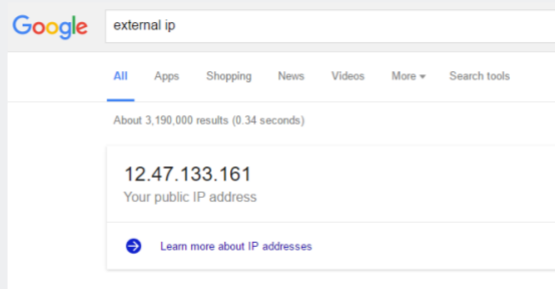 Google
external ip
All Apps Shopping News Videos More Search tools
About 3,190,000 results (0.34 seconds)
12.47.133.161
Your public IP address
Learn more about IP addresses